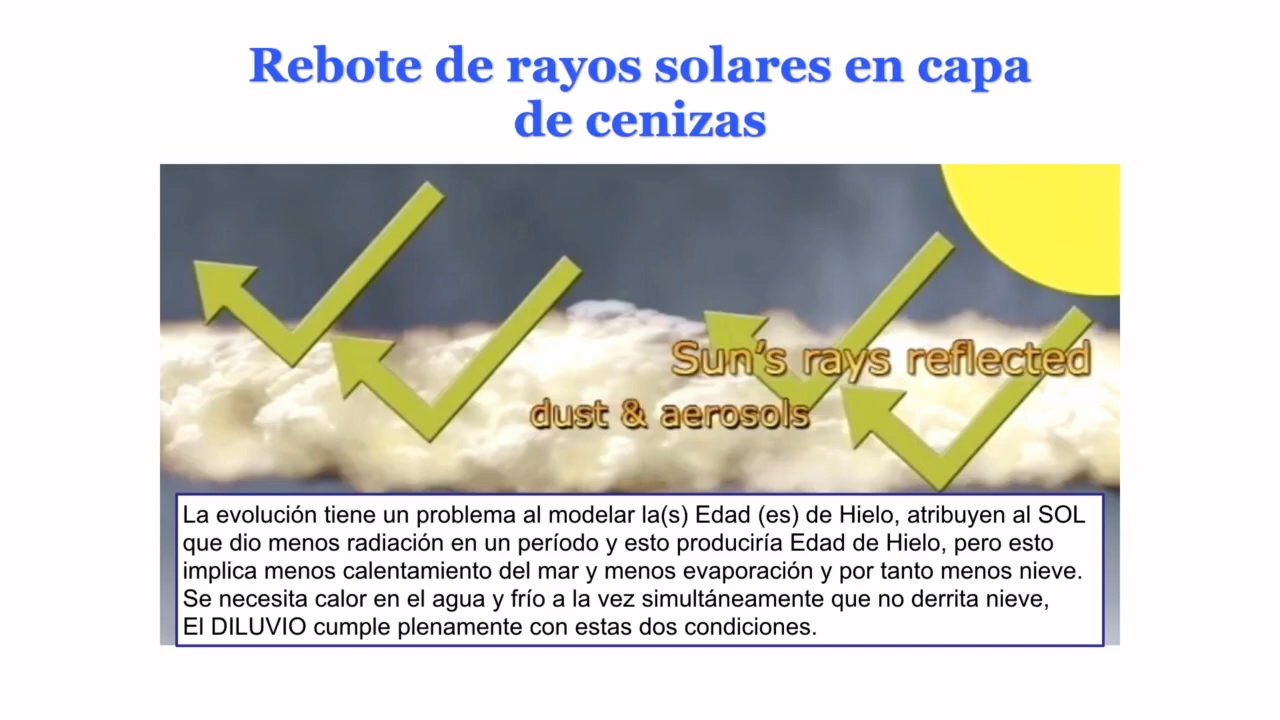 Rebote de rayos solares en capa
de cenizas
Sun's rays reflected
dust & aerosols
La evolución tiene un problema al modelar la(s) Edad (es) de Hielo, atribuyen al SOL
que dio menos radiación en un período y esto produciría Edad de Hielo, pero esto
implica menos calentamiento del mar y menos evaporación y por tanto menos nieve.
Se necesita calor en el agua y frío a la vez simultáneamente que no derrita nieve,
El DILUVIO cumple plenamente con estas dos condiciones.